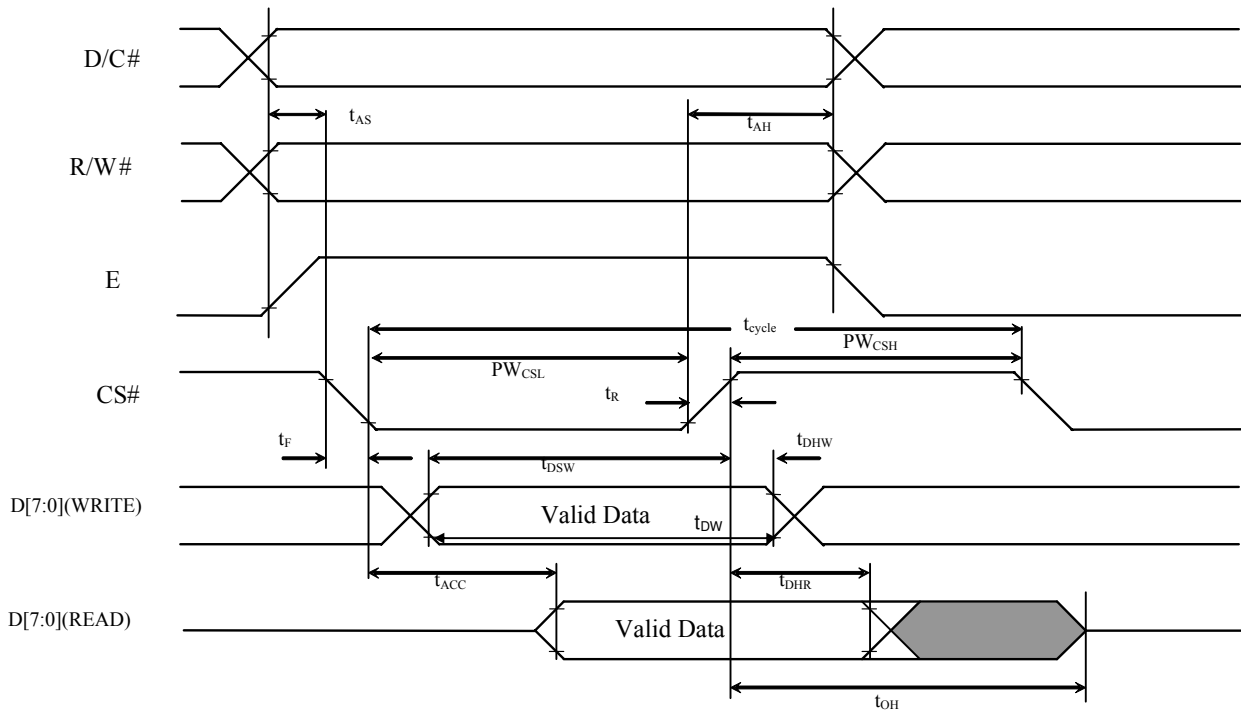 D/C#
tAS
tAH
R/W#
E
tcycle
PWCSH
PWCSL
CS#
tR
tF
tDSW
tDHW
D[7:0](WRITE)
Valid Data
tDW
tACC
tDHR
D[7:0](READ)
Valid Data
tOH